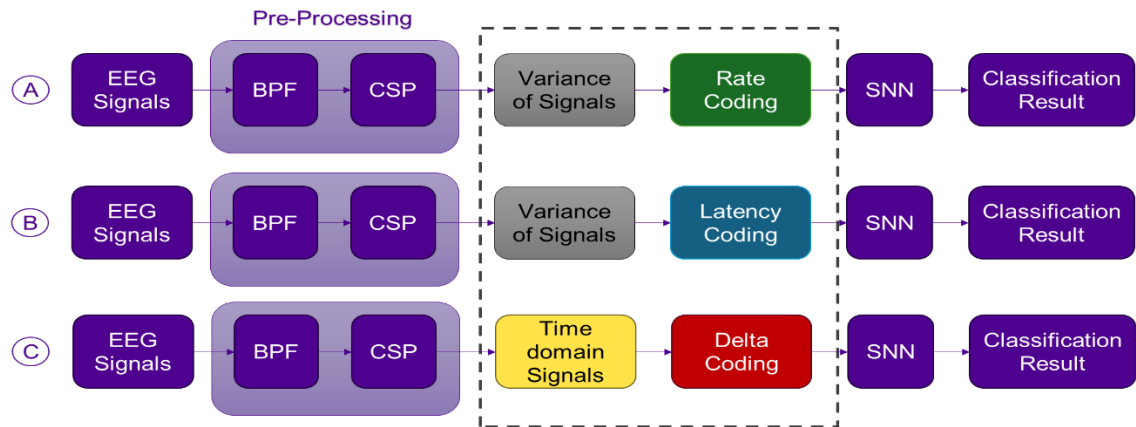 Pre-Processing
A
EEG
Signals
BPF
CSP
Variance
of Signals
Rate
Coding
SNN
Classification
Result
B
EEG
Signals
BPF
CSP
Variance
of Signals
Latency
Coding
SNN
Classification
Result
C
EEG
Signals
BPF
CSP
Time
domain
Signals
Delta
Coding
SNN
Classification
Result